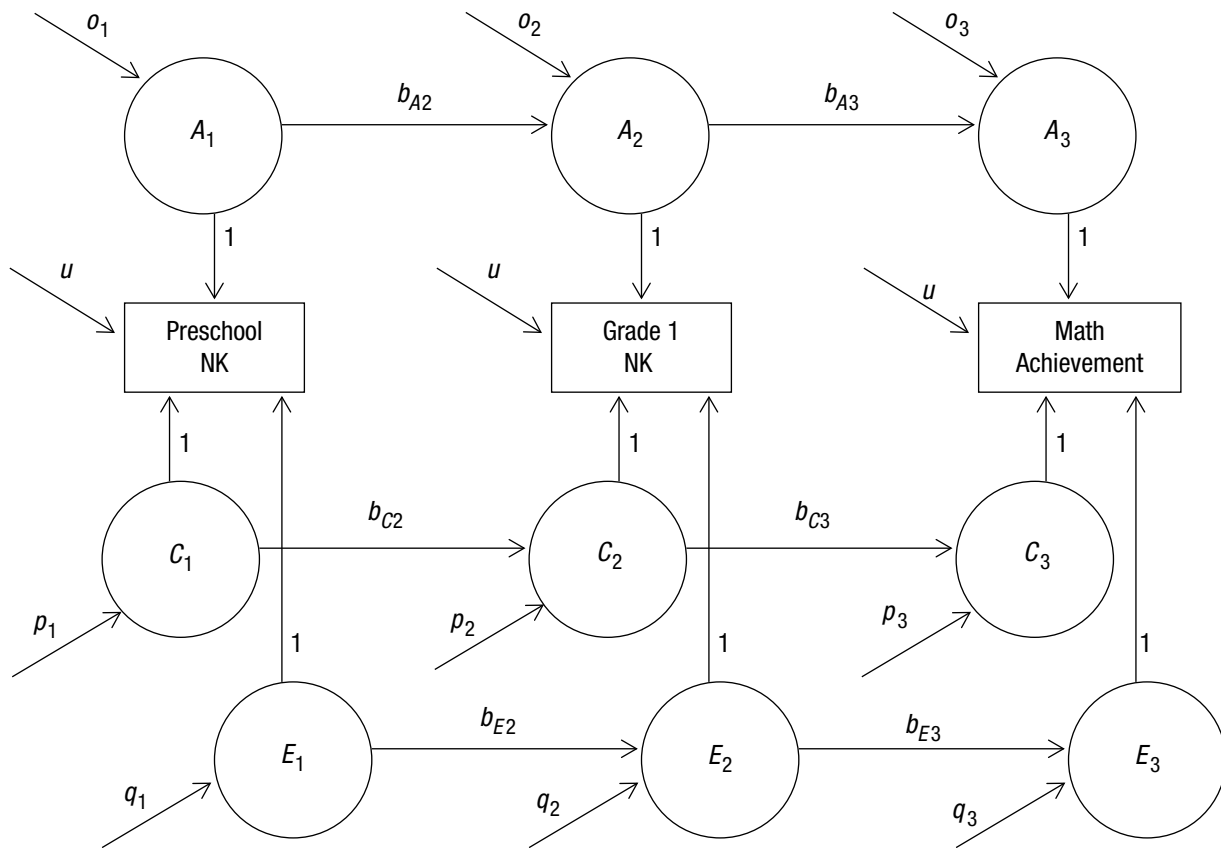 o1 o2 o3
bA2 bA3
A1 A2 A3
1 1 1
u u u
Preschool NK
Grade 1 NK
Math Achievement
1 1 1
bC2 bC3
C1 C2 C3
p1 p2 p3
1 1 1
bE2 bE3
E1 E2 E3
q1 q2 q3